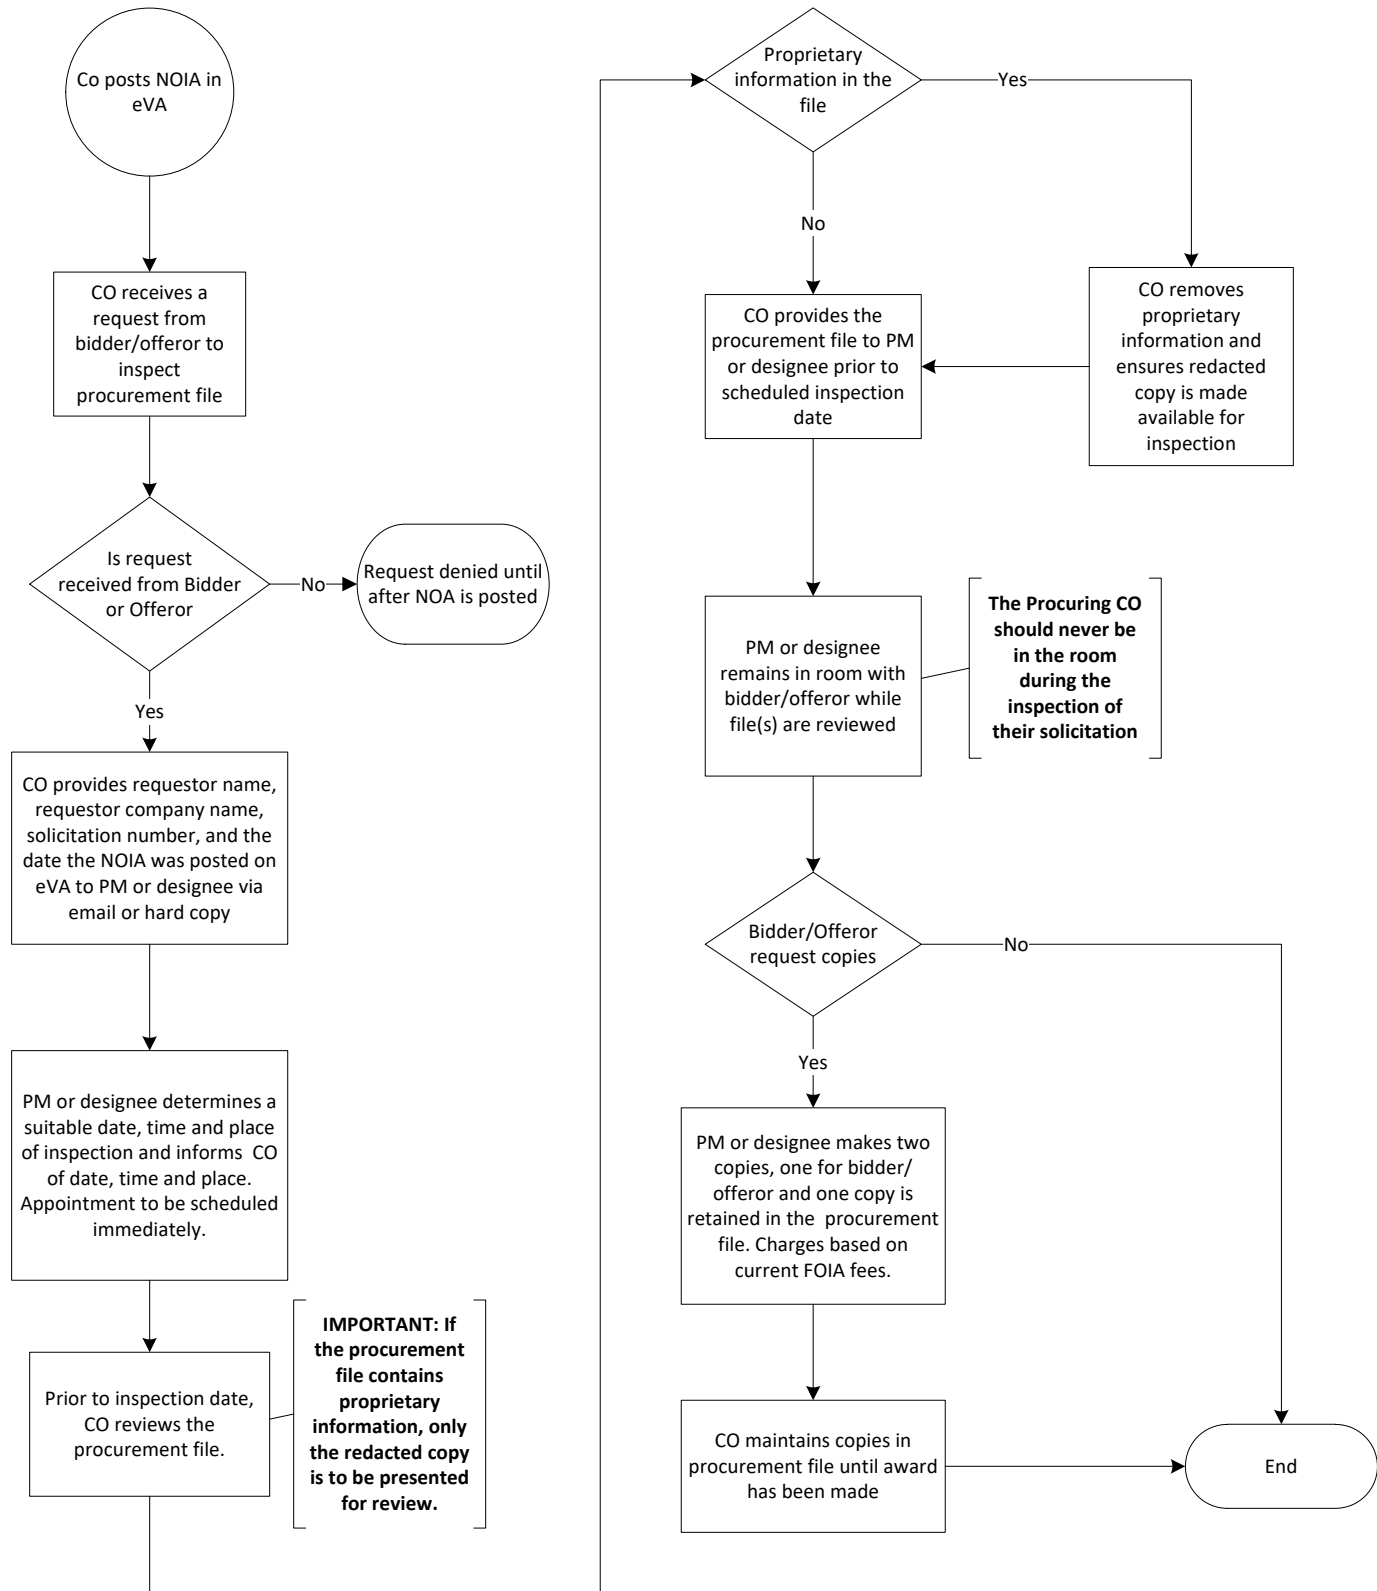 Co posts NOIA in
eVA
CO receives a
request from
bidder/offeror to
inspect
procurement file
Is request
received from Bidder
or Offeror
No
Request denied until
after NOA is posted
Yes
CO provides requestor name,
requestor company name,
solicitation number, and the
date the NOIA was posted on
eVA to PM or designee via
email or hard copy
PM or designee determines a
suitable date, time and place
of inspection and informs  CO
of date, time and place.
Appointment to be scheduled
immediately.
Prior to inspection date,
CO reviews the
procurement file.
IMPORTANT: If
the procurement
file contains
proprietary
information, only
the redacted copy
is to be presented
for review.
Proprietary
information in the
file
Yes
No
CO removes
proprietary
information and
ensures redacted
copy is made
available for
inspection
CO provides the
procurement file to PM
or designee prior to
scheduled inspection
date
PM or designee
remains in room with
bidder/offeror while
file(s) are reviewed
The Procuring CO
should never be
in the room
during the
inspection of
their solicitation
Bidder/Offeror
request copies
No
Yes
PM or designee makes two
copies, one for bidder/
offeror and one copy is
retained in the  procurement
file. Charges based on
current FOIA fees.
CO maintains copies in
procurement file until award
has been made
End